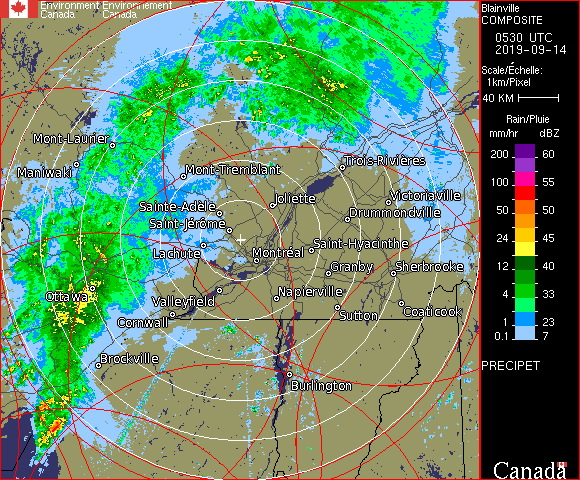 Environment Environnement
Canada Canada
Blainville
COMPOSITE
0530 UTC
2019-09-14
Scale/Échelle:
1km/Pixel
40 KM
Rain/Pluie
mm/hr dBZ
200 60
100 55
50 50
24 45
12 40
4 33
1 23
0.1 7
PRECIPET
Canada
Mont-Laurier
Maniwaki
Mont-Tremblant
Trois-Rivières
Sainte-Adèle
Joliette
Victoriaville
Saint-Jérôme
Drummondville
Lachute
Montréal
Saint-Hyacinthe
Granby
Sherbrooke
Ottawa
Valleyfield
Napierville
Cornwall
Sutton
Coaticook
Brockville
Burlington